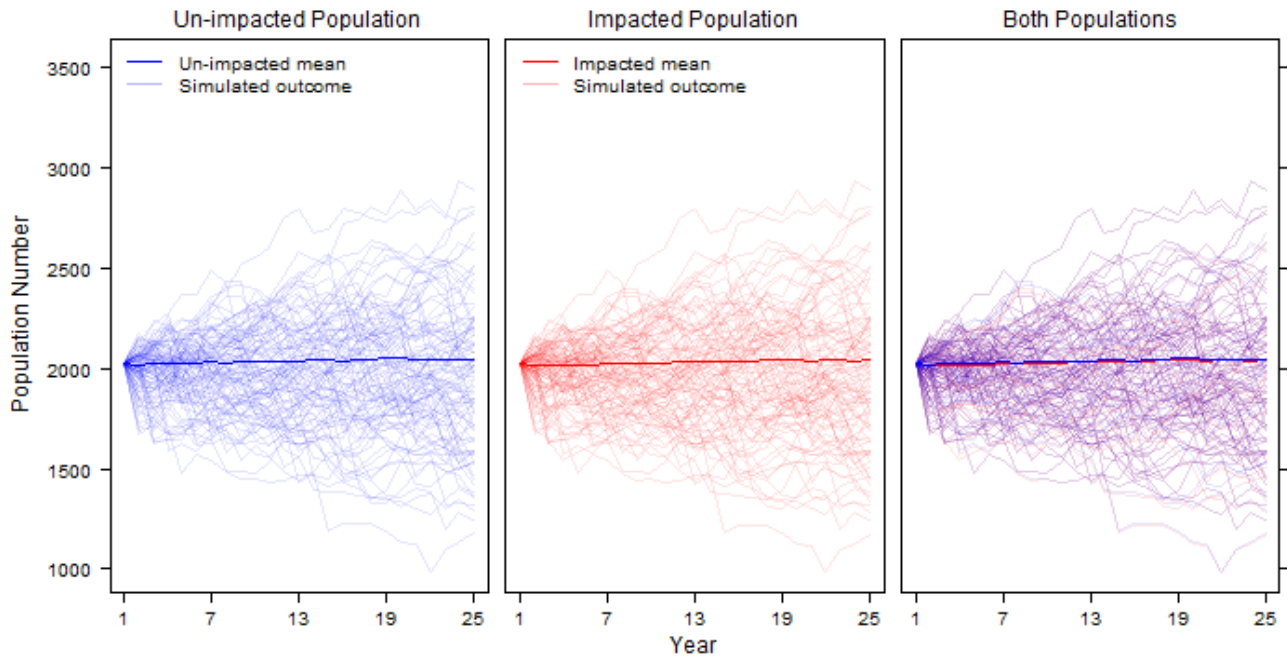 Un-impacted Population
Impacted Population
Both Populations
Un-impacted mean
Simulated outcome
Impacted mean
Simulated outcome
3500
3000
2500
2000
1500
1000
Population Number
1 7 13 19 25
1 7 13 19 25
1 7 13 19 25
Year